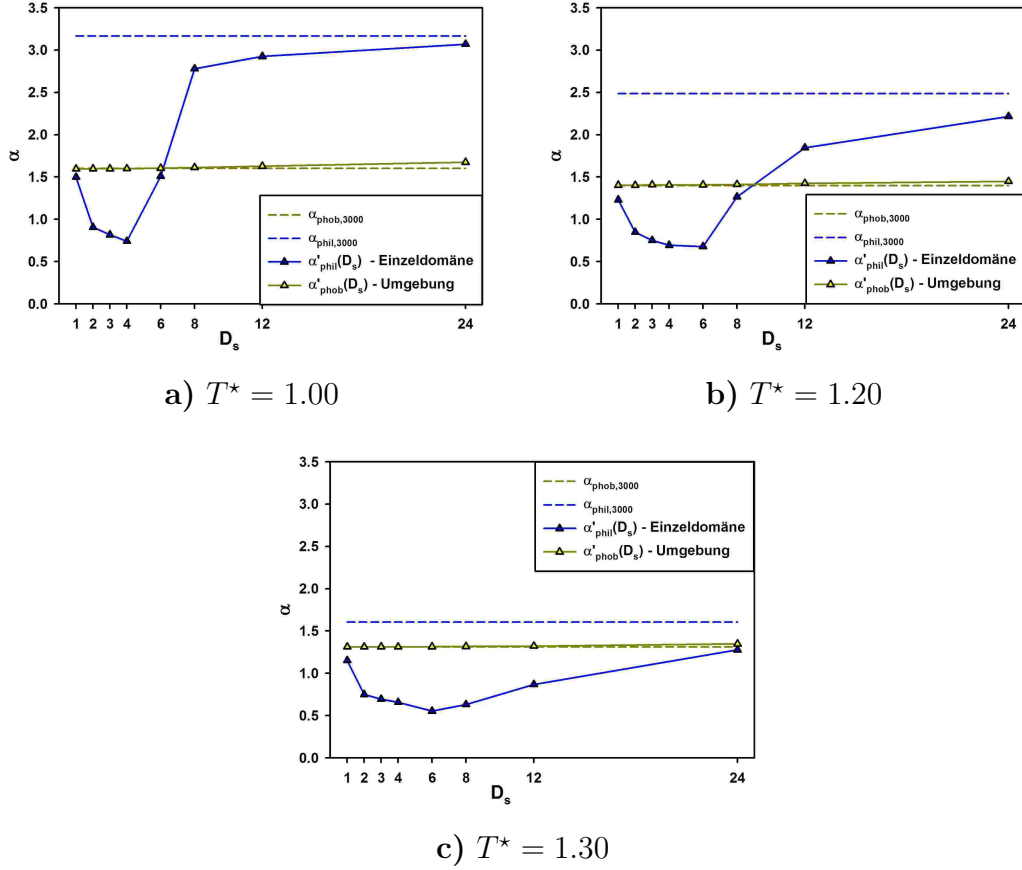 3.5
3.0
2.5
2.0
1.5
1.0
0.5
0.0
α
1 2 3 4 6 8 12 24
D_s
α_phob,3000
α_phil,3000
α'_phil(D_s) - Einzeldomäne
α'_phob(D_s) - Umgebung
a) T⋆ = 1.00
3.5
3.0
2.5
2.0
1.5
1.0
0.5
0.0
α
1 2 3 4 6 8 12 24
D_s
α_phob,3000
α_phil,3000
α'_phil(D_s) - Einzeldomäne
α'_phob(D_s) - Umgebung
b) T⋆ = 1.20
3.5
3.0
2.5
2.0
1.5
1.0
0.5
0.0
α
1 2 3 4 6 8 12 24
D_s
α_phob,3000
α_phil,3000
α'_phil(D_s) - Einzeldomäne
α'_phob(D_s) - Umgebung
c) T⋆ = 1.30